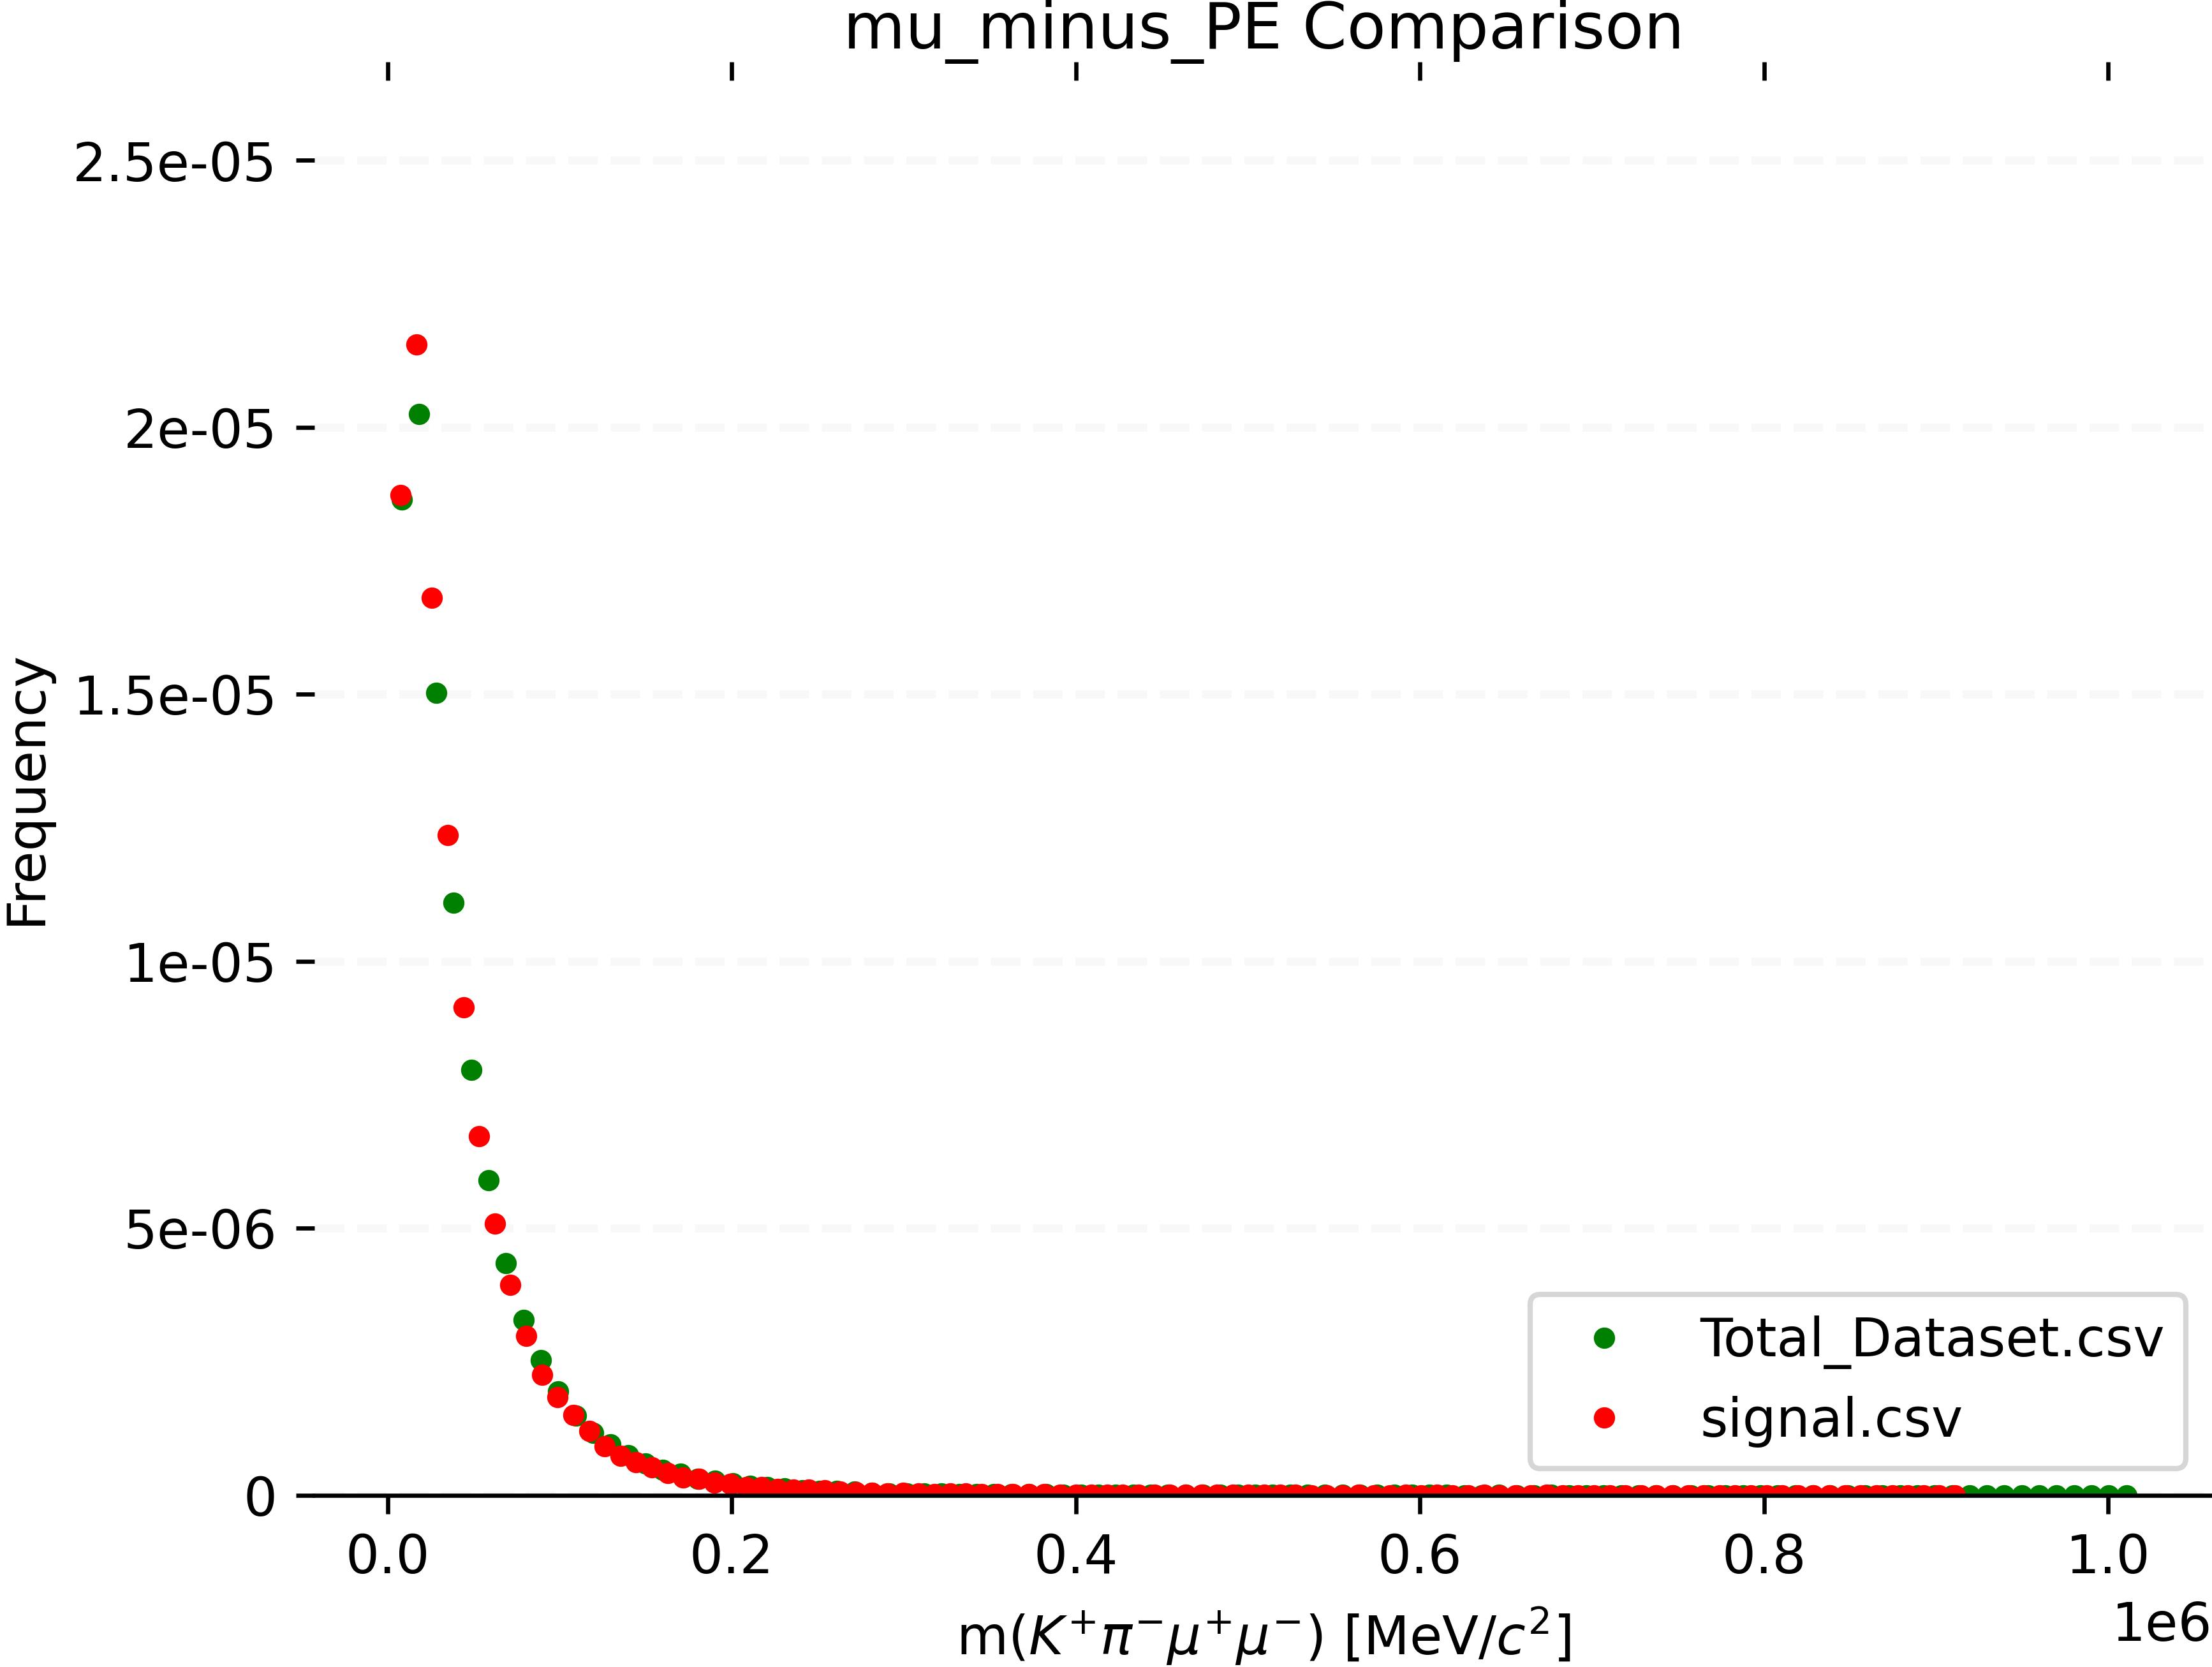 mu_minus_PE Comparison
2.5e-05
2e-05
1.5e-05
1e-05
5e-06
0
Frequency
Total_Dataset.csv
signal.csv
0.0 0.2 0.4 0.6 0.8 1.0
1e6
m(K⁺π⁻μ⁺μ⁻) [MeV/c²]